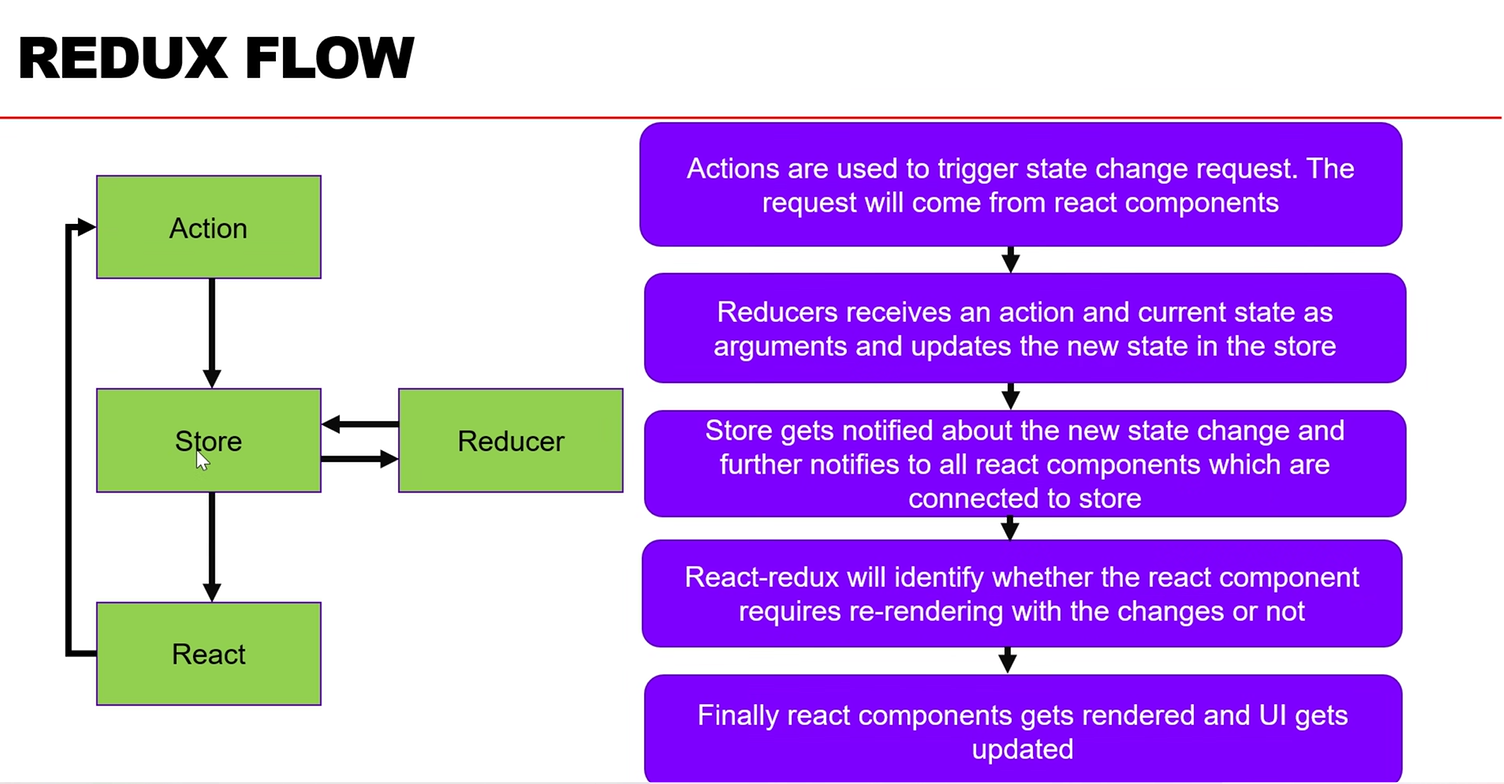 REDUX FLOW
Action
Store
Reducer
React
Actions are used to trigger state change request. The
request will come from react components
Reducers receives an action and current state as
arguments and updates the new state in the store
Store gets notified about the new state change and
further notifies to all react components which are
connected to store
React-redux will identify whether the react component
requires re-rendering with the changes or not
Finally react components gets rendered and UI gets
updated